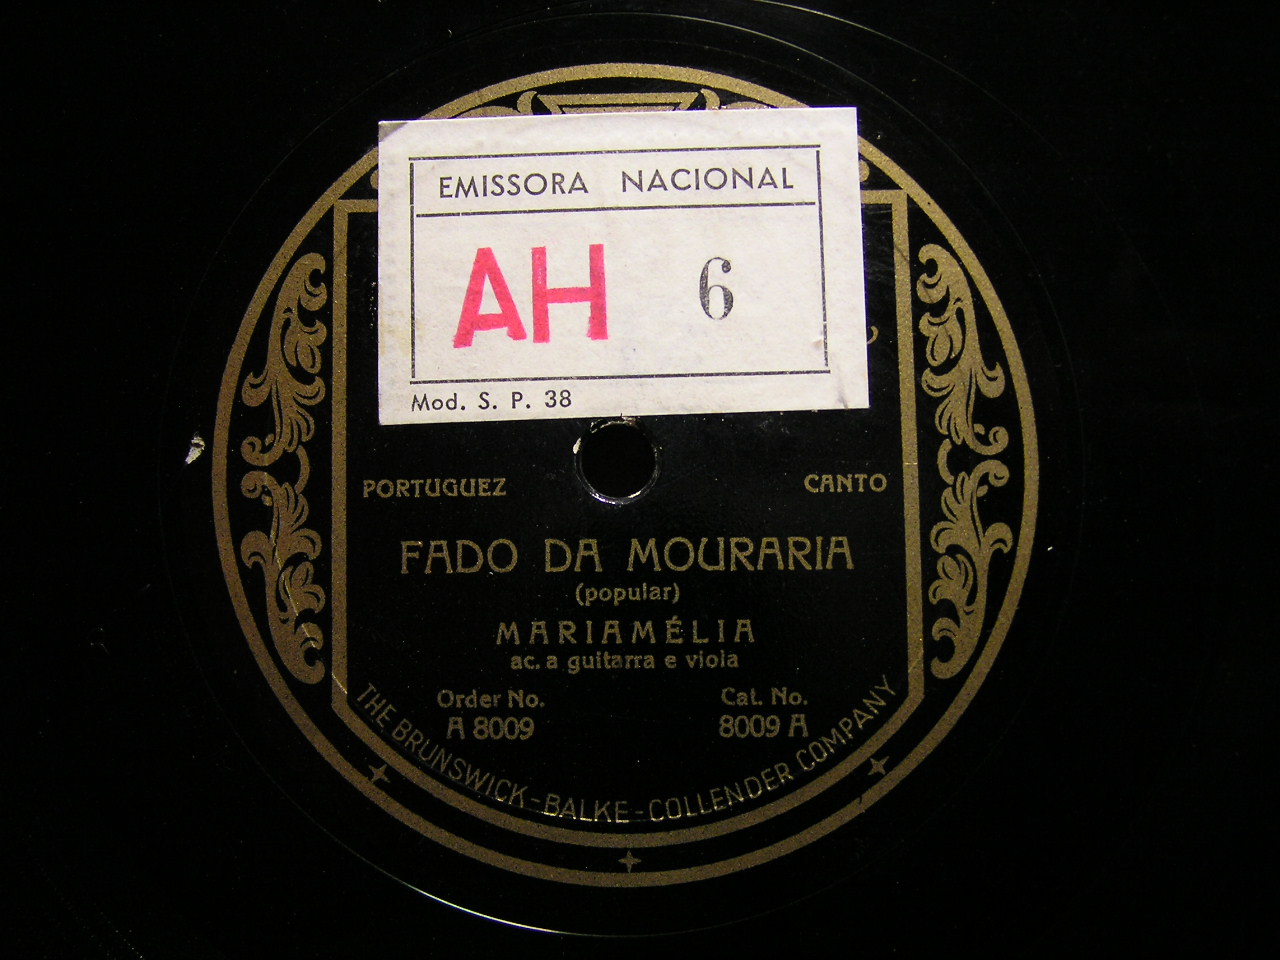 EMISSORA NACIONAL
AH 6
Mod. S. P. 38
PORTUGUEZ CANTO
FADO DA MOURARIA
(popular)
MARIAMÉLIA
ac. a guitarra e viola
Order No. Cat. No.
A 8009 8009 A
THE BRUNSWICK-BALKE-COLLENDER COMPANY